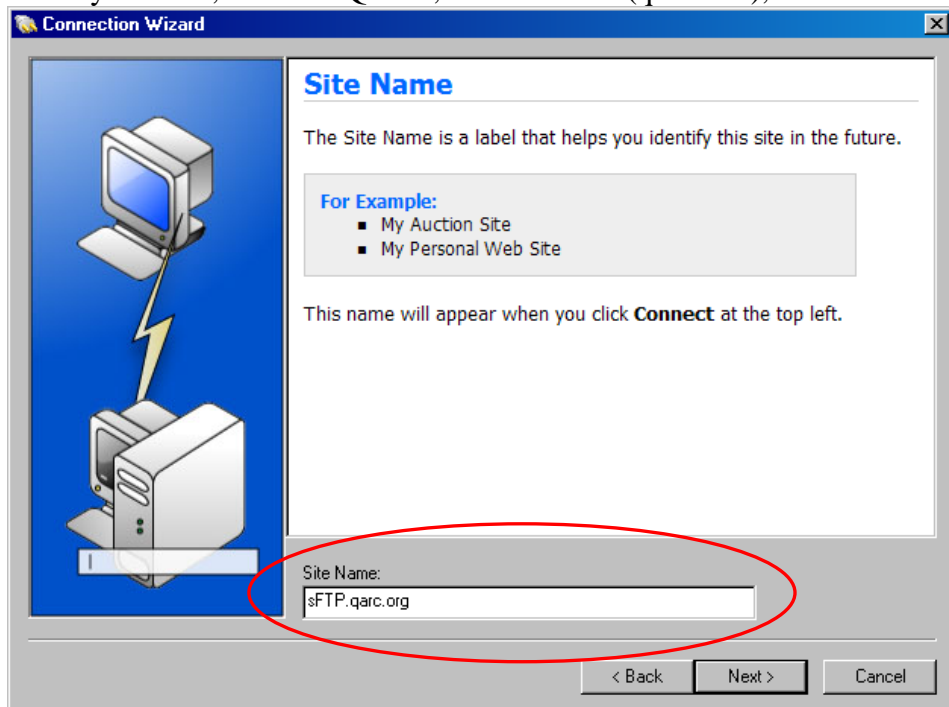 Connection Wizard
Site Name
The Site Name is a label that helps you identify this site in the future.
For Example:
My Auction Site
My Personal Web Site
This name will appear when you click Connect at the top left.
Site Name:
sFTP.qarc.org
< Back Next > Cancel